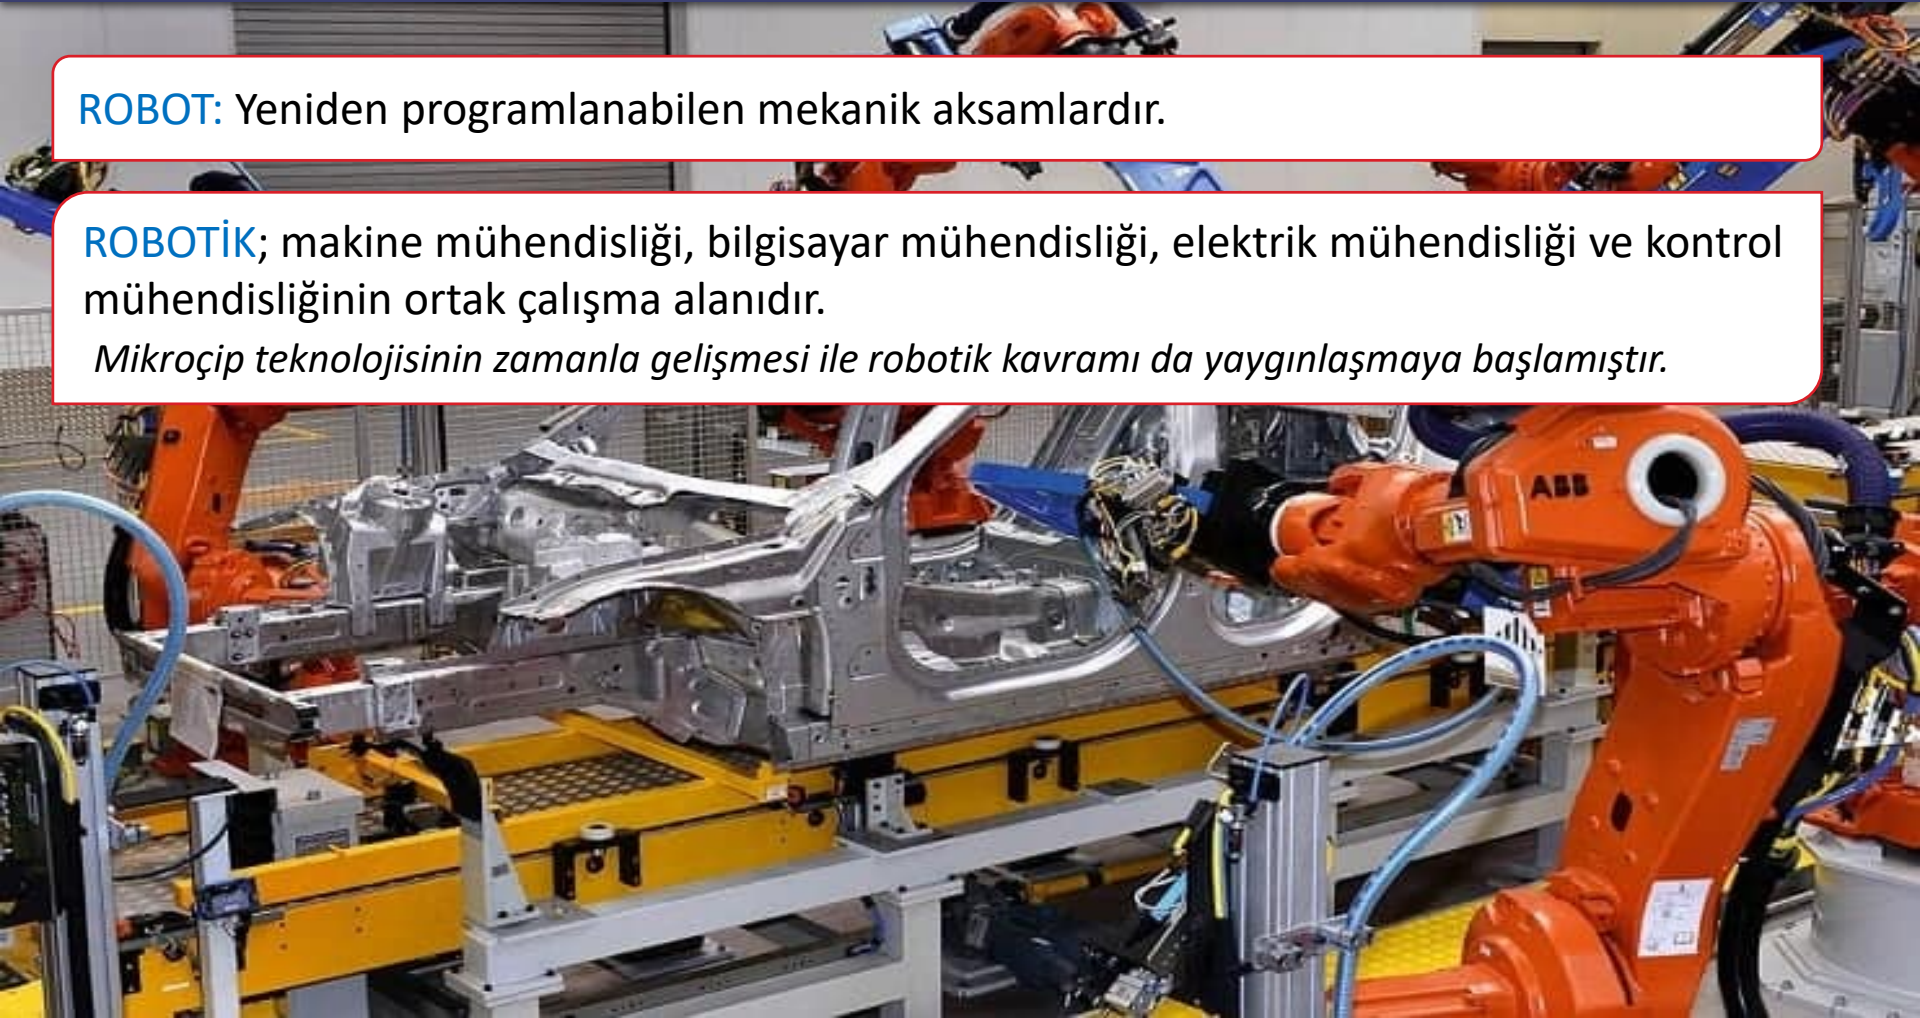 ROBOT: Yeniden programlanabilen mekanik aksamlardır.
ROBOTİK; makine mühendisliği, bilgisayar mühendisliği, elektrik mühendisliği ve kontrol
mühendisliğinin ortak çalışma alanıdır.
Mikroçip teknolojisinin zamanla gelişmesi ile robotik kavramı da yaygınlaşmaya başlamıştır.
ABB